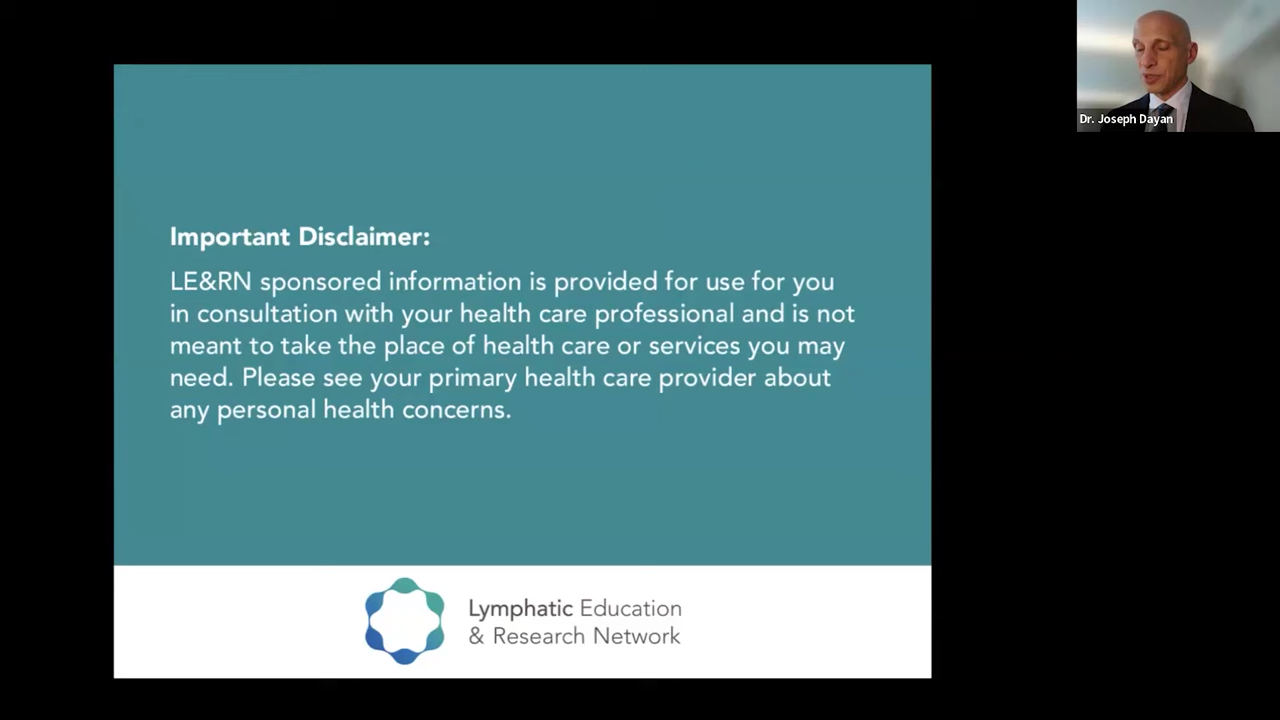 Dr. Joseph Dayan
Important Disclaimer:
LE&RN sponsored information is provided for use for you
in consultation with your health care professional and is not
meant to take the place of health care or services you may
need. Please see your primary health care provider about
any personal health concerns.
Lymphatic Education
& Research Network